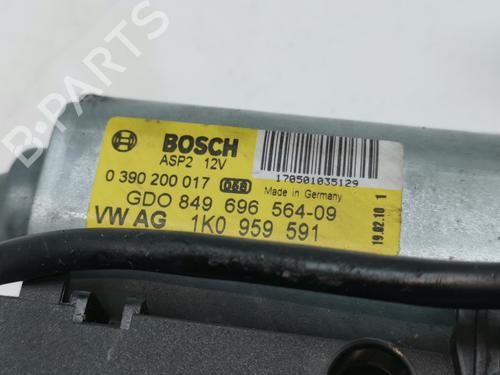 BOSCH
ASP2 12V
170501035129
0 390 200 017 068 Made in Germany
GDO 849 696 564-09
VW AG 1K0 959 591
19.02.10 1
B-PARTS